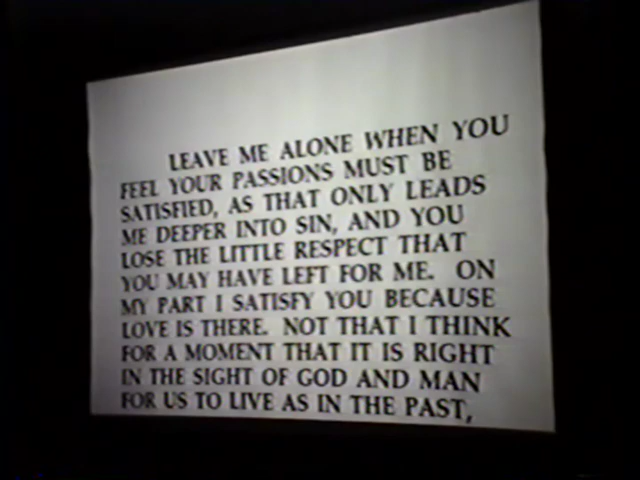 LEAVE ME ALONE WHEN YOU
FEEL YOUR PASSIONS MUST BE
SATISFIED, AS THAT ONLY LEADS
ME DEEPER INTO SIN, AND YOU
LOSE THE LITTLE RESPECT THAT
YOU MAY HAVE LEFT FOR ME. ON
MY PART I SATISFY YOU BECAUSE
LOVE IS THERE. NOT THAT I THINK
FOR A MOMENT THAT IT IS RIGHT
IN THE SIGHT OF GOD AND MAN
FOR US TO LIVE AS IN THE PAST,